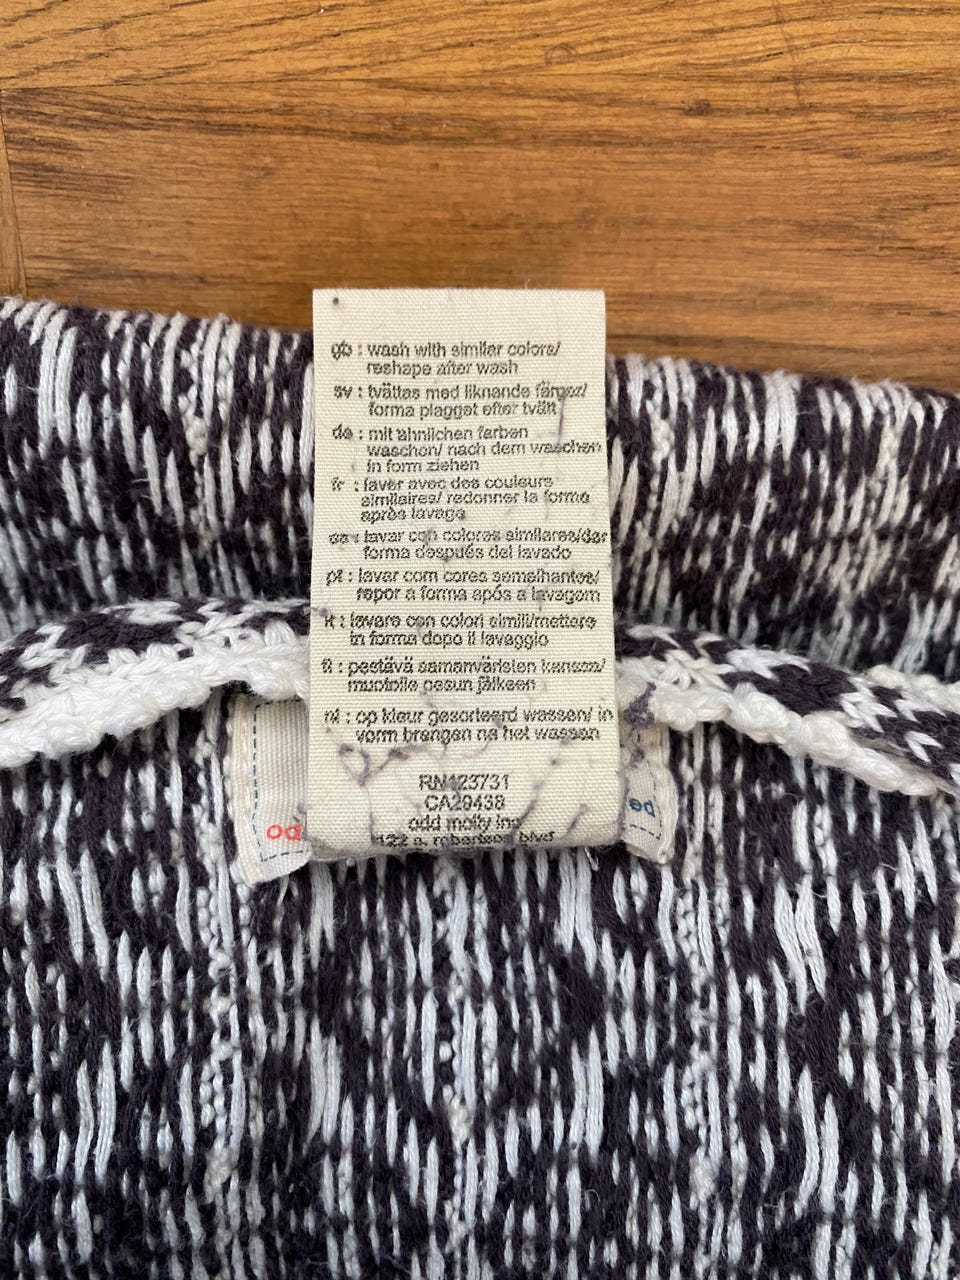 gb : wash with similar colors/
reshape after wash
sv : tvättas med liknande färger/
forma plagget efter tvätt
de : mit ähnlichen farben
waschen/ nach dem waschen
in form ziehen
fr : laver avec des couleurs
similaires/ redonner la forme
après lavage
es : lavar con colores similares/dar
forma después del lavado
pt : lavar com cores semelhantes/
repor a forma após a lavagem
it : lavare con colori simili/mettere
in forma dopo il lavaggio
fi : pestävä samanväristen kanssa/
muotoile pesun jälkeen
nl : op kleur gesorteerd wassen/ in
vorm brengen na het wassen
RN123731
CA29438
odd molly inc
122 s. robertson blvd